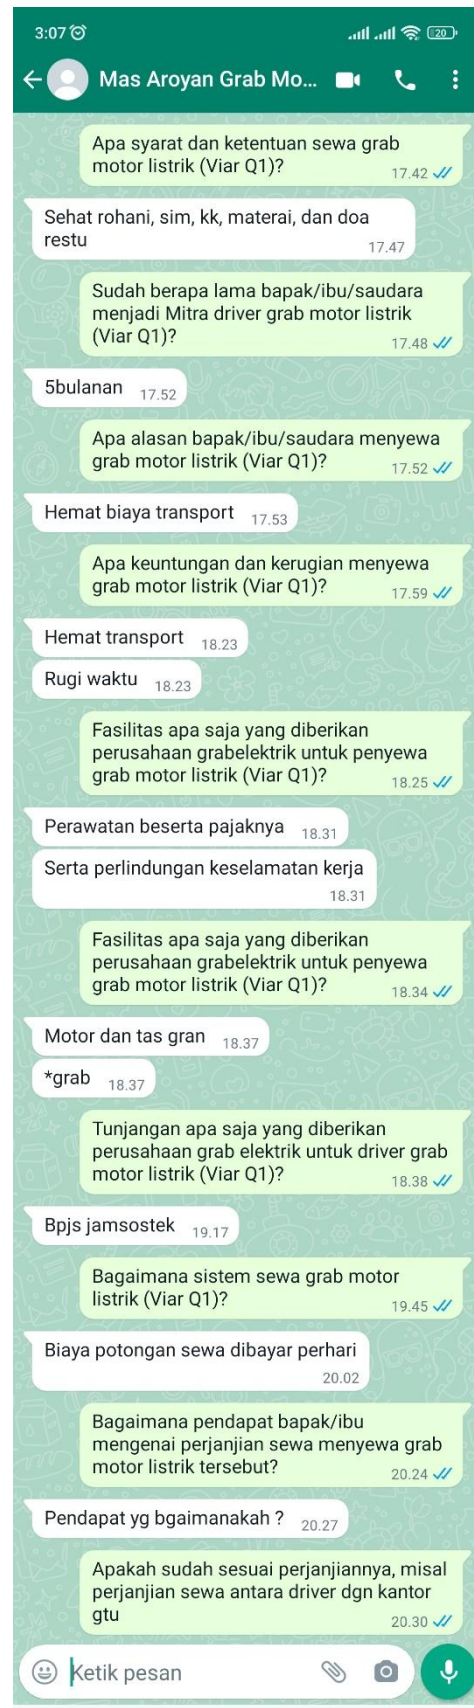 3:07
20
Mas Aroyan Grab Mo...
Apa syarat dan ketentuan sewa grab
motor listrik (Viar Q1)?
17.42
Sehat rohani, sim, kk, materai, dan doa
restu
17.47
Sudah berapa lama bapak/ibu/saudara
menjadi Mitra driver grab motor listrik
(Viar Q1)?
17.48
5bulanan 17.52
Apa alasan bapak/ibu/saudara menyewa
grab motor listrik (Viar Q1)?
17.52
Hemat biaya transport 17.53
Apa keuntungan dan kerugian menyewa
grab motor listrik (Viar Q1)?
17.59
Hemat transport 18.23
Rugi waktu 18.23
Fasilitas apa saja yang diberikan
perusahaan grabelektrik untuk penyewa
grab motor listrik (Viar Q1)?
18.25
Perawatan beserta pajaknya 18.31
Serta perlindungan keselamatan kerja
18.31
Fasilitas apa saja yang diberikan
perusahaan grabelektrik untuk penyewa
grab motor listrik (Viar Q1)?
18.34
Motor dan tas gran 18.37
*grab 18.37
Tunjangan apa saja yang diberikan
perusahaan grab elektrik untuk driver grab
motor listrik (Viar Q1)?
18.38
Bpjs jamsostek 19.17
Bagaimana sistem sewa grab motor
listrik (Viar Q1)?
19.45
Biaya potongan sewa dibayar perhari
20.02
Bagaimana pendapat bapak/ibu
mengenai perjanjian sewa menyewa grab
motor listrik tersebut?
20.24
Pendapat yg bgaimanakah ? 20.27
Apakah sudah sesuai perjanjiannya, misal
perjanjian sewa antara driver dgn kantor
gtu
20.30
Ketik pesan